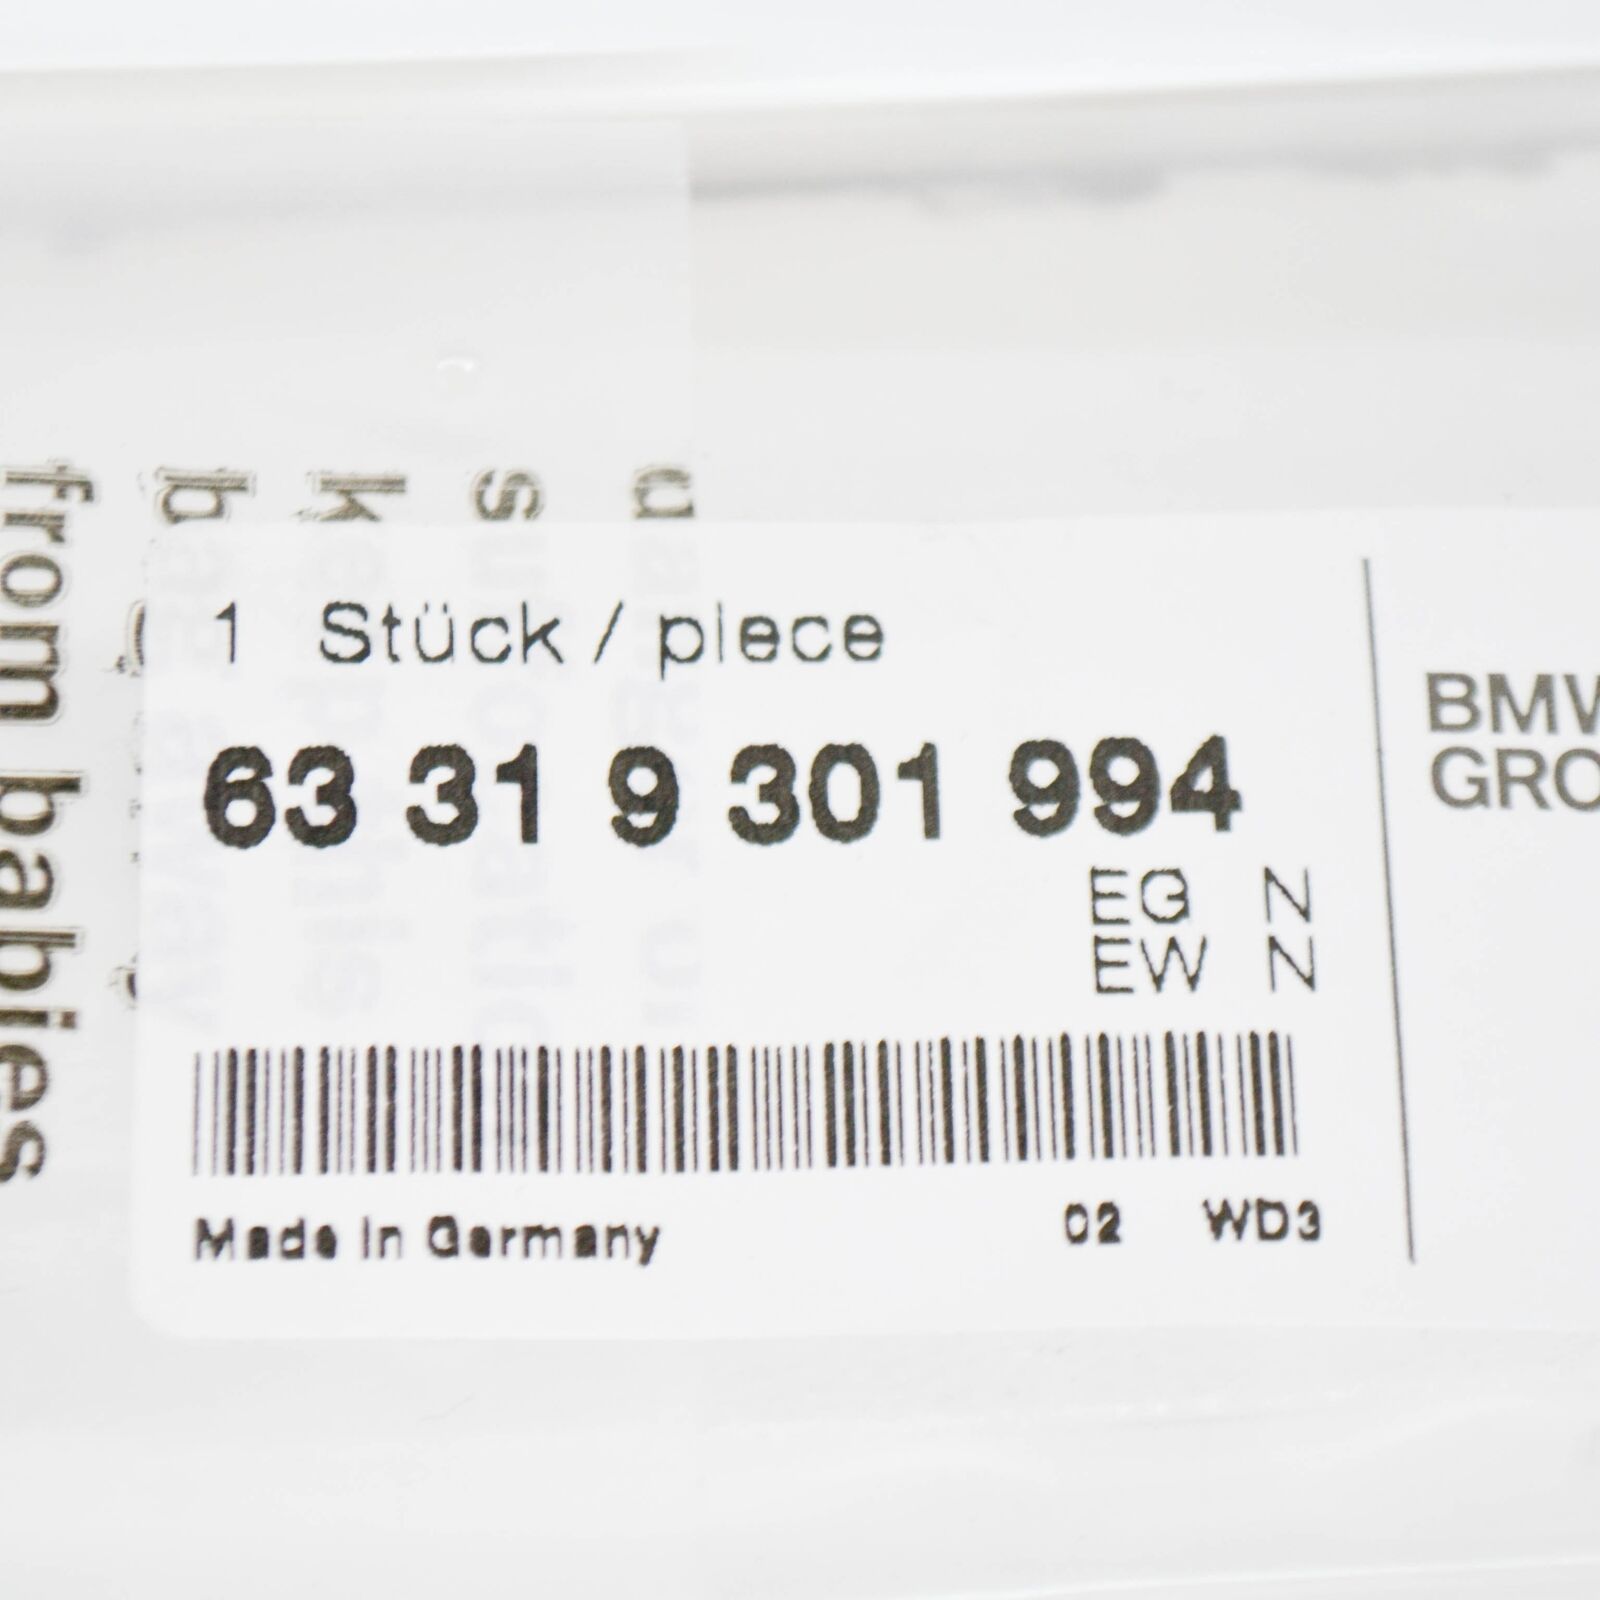 1 Stück / piece
63 31 9 301 994
EG N
EW N
Made in Germany 02 WD3
BMW
GRO
from babies